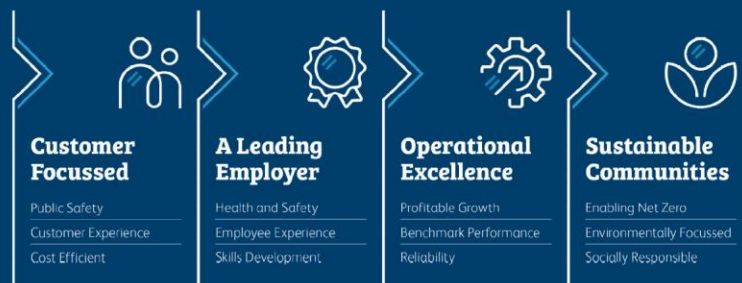 Customer
Focussed
Public Safety
Customer Experience
Cost Efficient
A Leading
Employer
Health and Safety
Employee Experience
Skills Development
Operational
Excellence
Profitable Growth
Benchmark Performance
Reliability
Sustainable
Communities
Enabling Net Zero
Environmentally Focussed
Socially Responsible